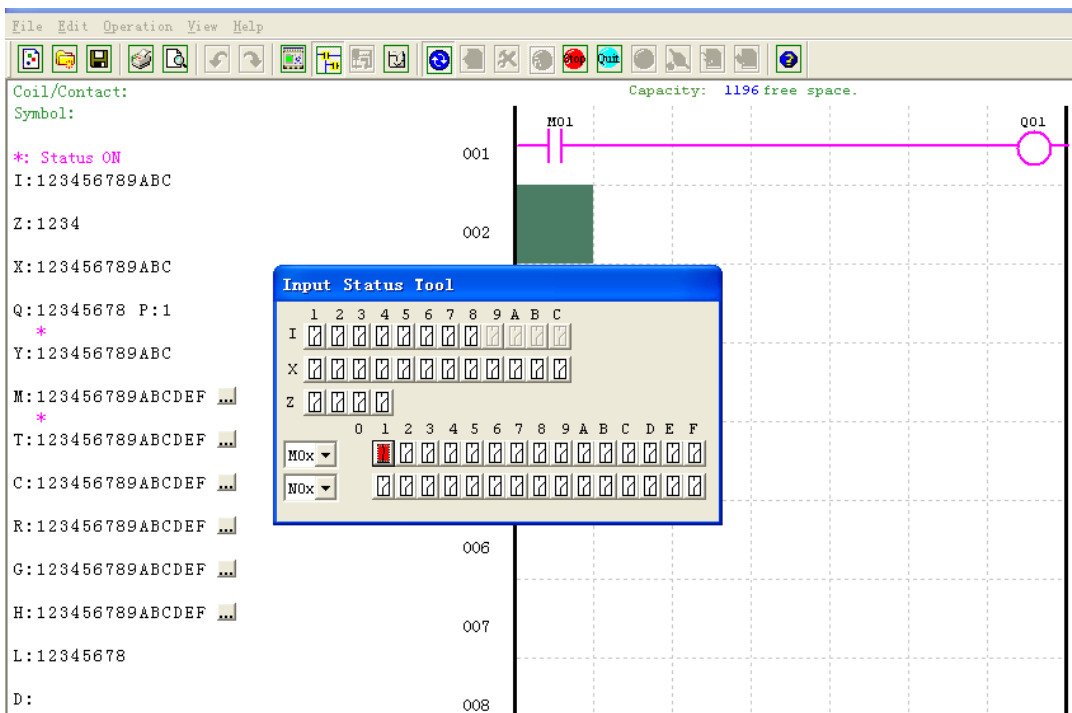 File Edit Operation View Help
Stop Quit
Coil/Contact:
Capacity: 1196 free space.
Symbol:
M01 Q01
*: Status ON
001
I:123456789ABC
Z:1234
002
X:123456789ABC
Input Status Tool
Q:12345678 P:1
*
1 2 3 4 5 6 7 8 9 A B C
I
Y:123456789ABC
X
M:123456789ABCDEF ...
*
Z
0 1 2 3 4 5 6 7 8 9 A B C D E F
T:123456789ABCDEF ...
M0x
C:123456789ABCDEF ...
N0x
R:123456789ABCDEF ...
006
G:123456789ABCDEF ...
H:123456789ABCDEF ...
007
L:12345678
D:
008